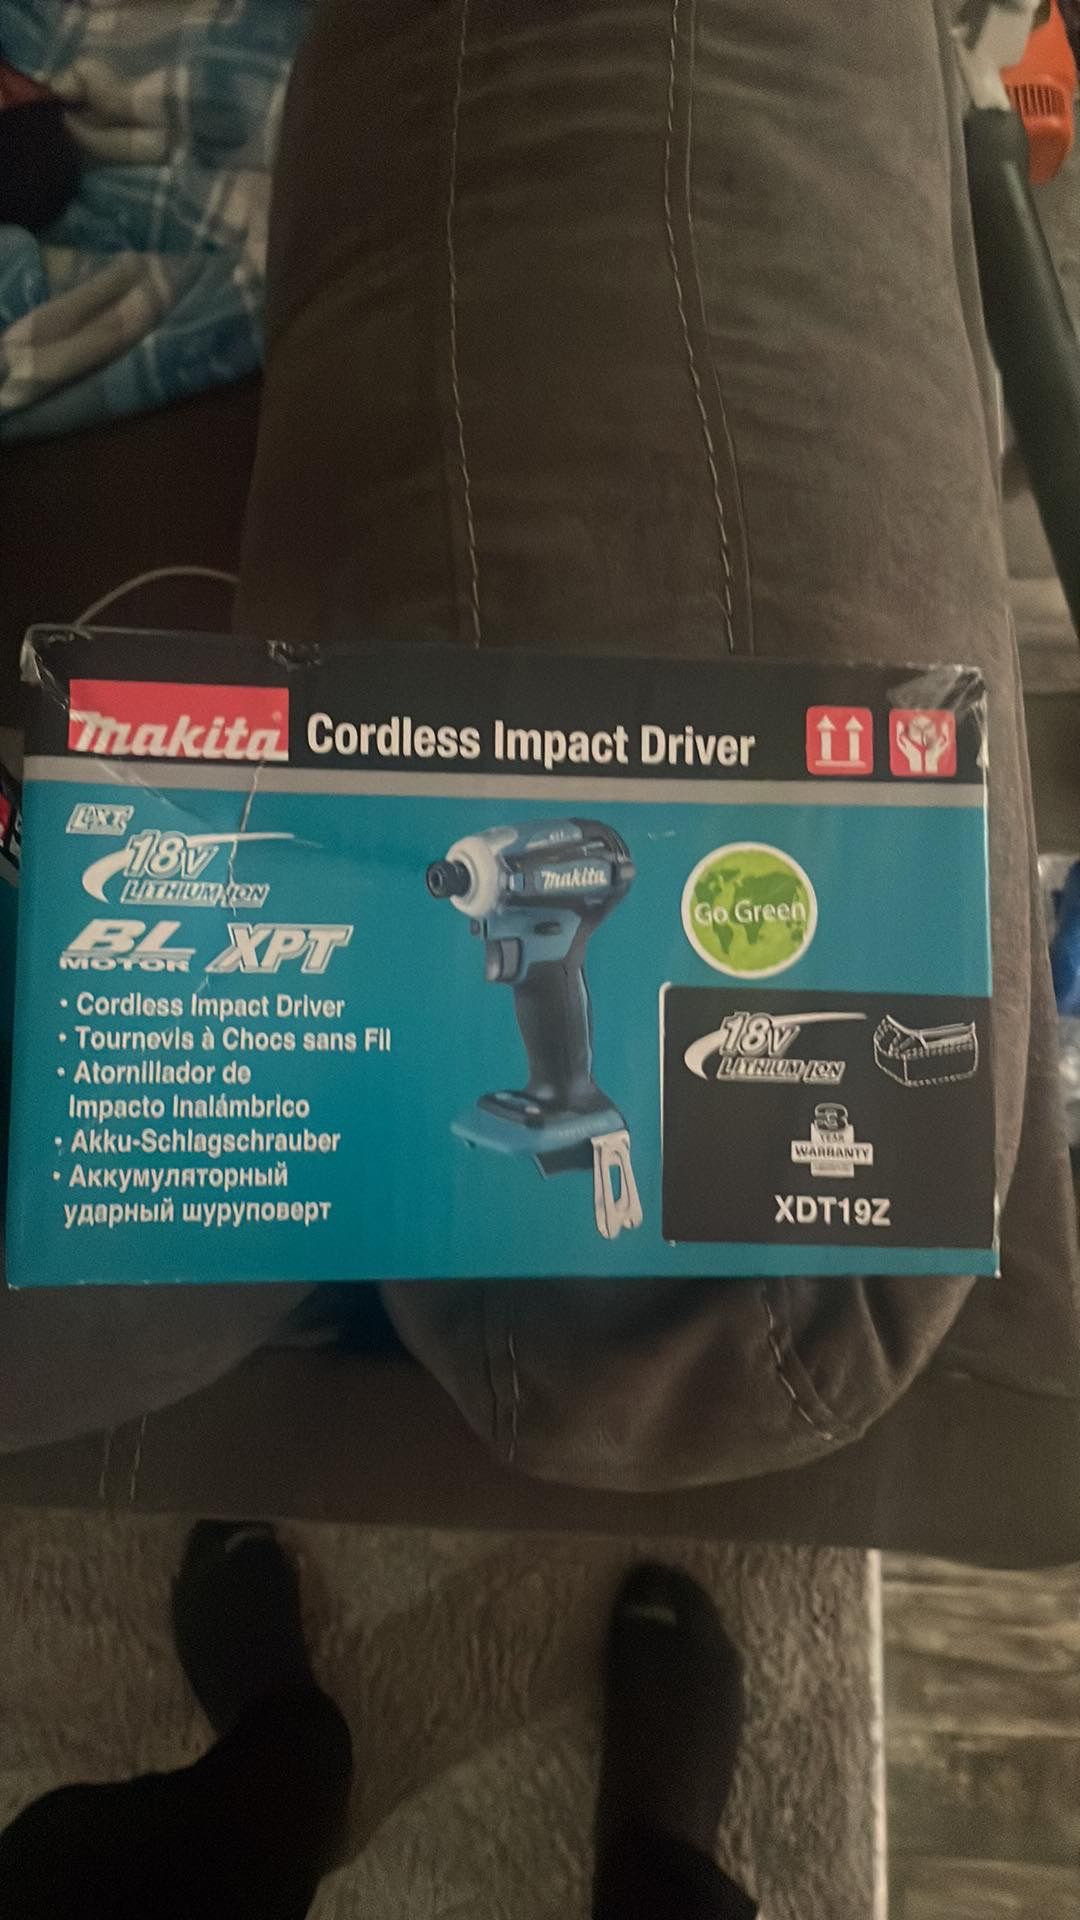 makita
Cordless Impact Driver
LXT
18V
LITHIUM-ION
BL
MOTOR
XPT
• Cordless Impact Driver
• Tournevis à Chocs sans Fil
• Atornillador de
Impacto Inalámbrico
• Akku-Schlagschrauber
• Аккумуляторный
ударный шуруповерт
makita
Go Green
18V
LITHIUM-ION
3
YEAR
WARRANTY
XDT19Z